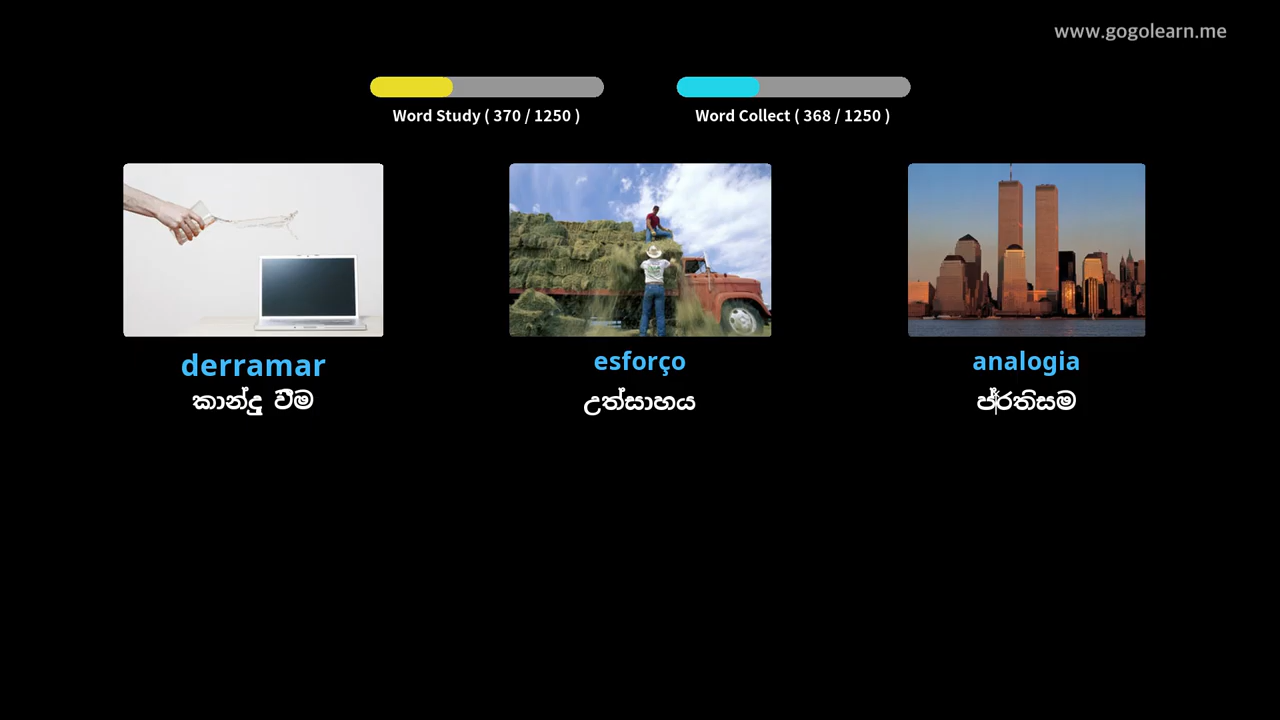 www.gogolearn.me
Word Study ( 370 / 1250 )
Word Collect ( 368 / 1250 )
derramar
කාන්දු වීම
esforço
උත්සාහය
analogia
ප්රතිසම